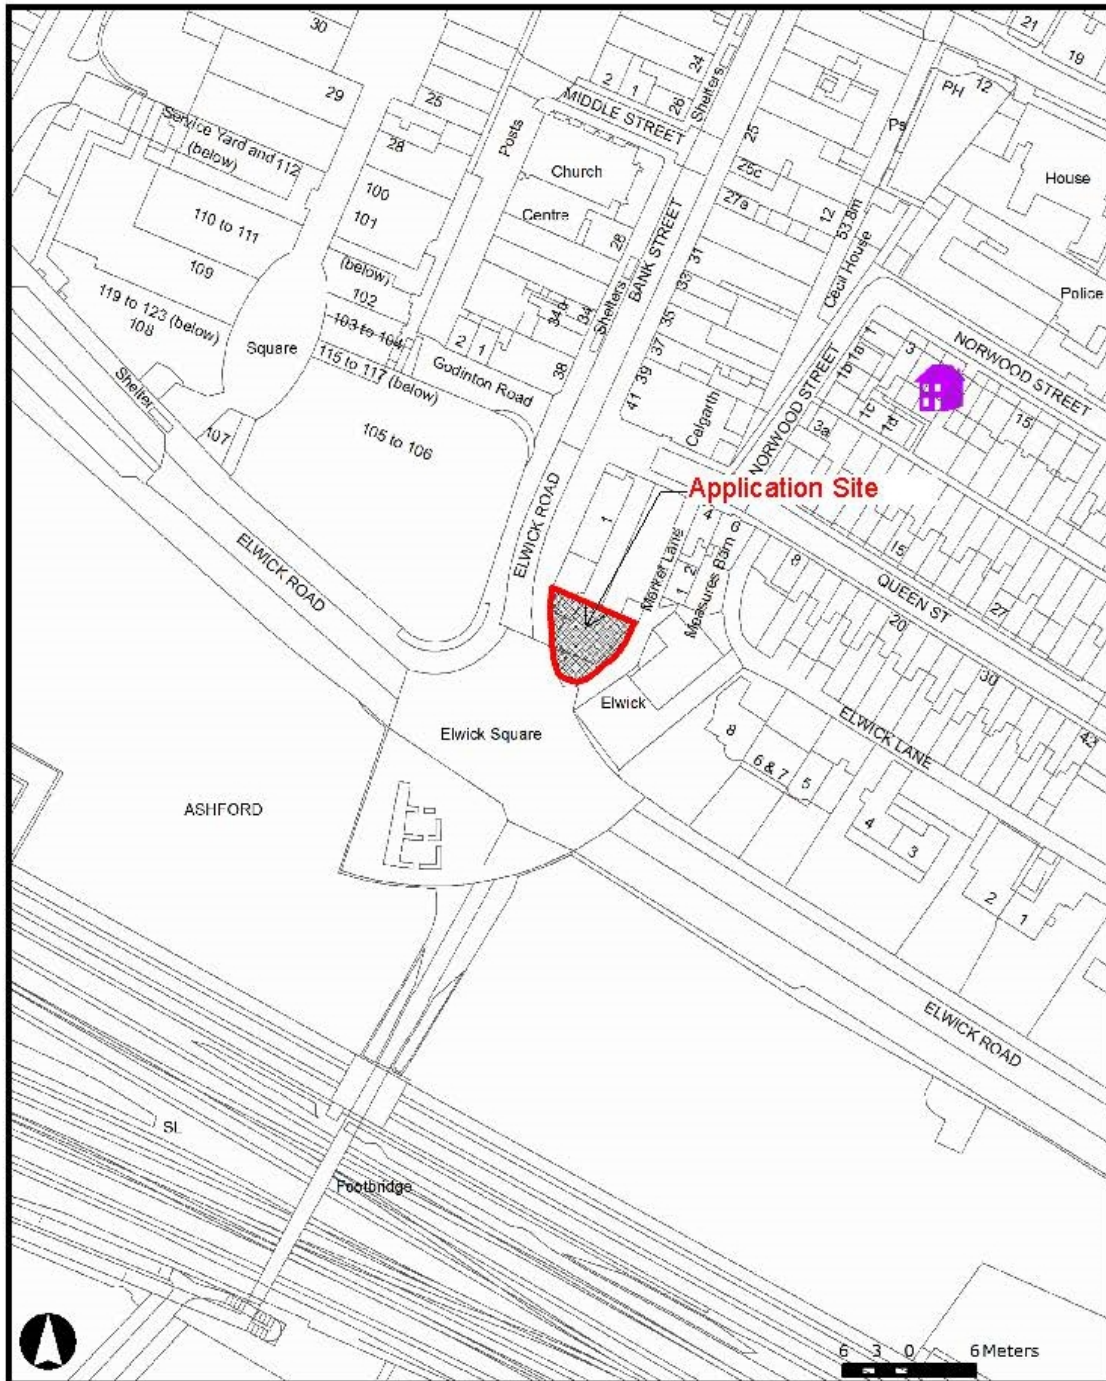 30
29
25
28
Service Yard and 112
(below)
100
101
110 to 111
(below)
109
102
103 to 104
119 to 123 (below)
108
115 to 117 (below)
Square
Shelter
107
105 to 106
2
1
Godinton Road
Posts
2
1
24
26
Shelters
MIDDLE STREET
Church
Centre
28
BANK STREET
Shelters
34a
34
38
25
25c
27a
31
33
35
37
39
41
Calgarth
12
53.8m
Cecil House
PH
12
Ps
21
19
House
Police
NORWOOD STREET
NORWOOD STREET
1
1a
1b
1c
1d
3
3a
15
Application Site
ELWICK ROAD
ELWICK ROAD
1
Market Lane
4
6
2
1
Measures Barn
8
15
QUEEN ST
27
20
30
43
Elwick
Elwick Square
ELWICK LANE
8
6 & 7
5
4
3
2
1
ASHFORD
ELWICK ROAD
SL
Footbridge
6 3 0 6 Meters